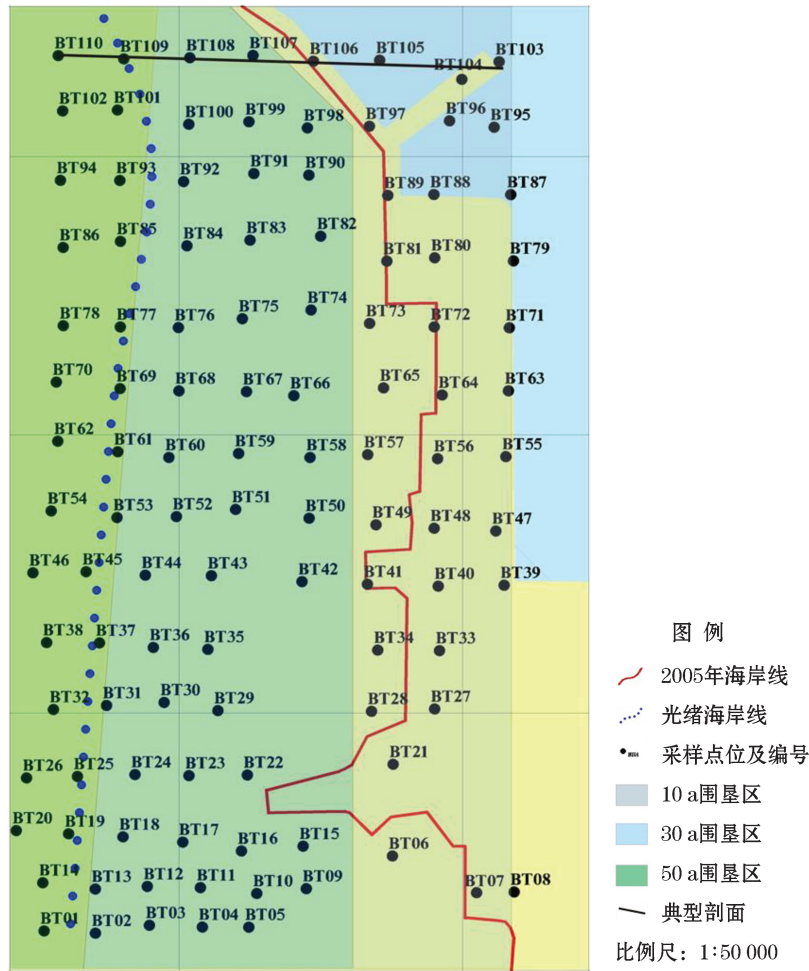 BT110 BT109 BT108 BT107 BT106 BT105 BT104 BT103
BT102 BT101 BT100 BT99 BT98 BT97 BT96 BT95
BT94 BT93 BT92 BT91 BT90 BT89 BT88 BT87
BT86 BT85 BT84 BT83 BT82 BT81 BT80 BT79
BT78 BT77 BT76 BT75 BT74 BT73 BT72 BT71
BT70 BT69 BT68 BT67 BT66 BT65 BT64 BT63
BT62 BT61 BT60 BT59 BT58 BT57 BT56 BT55
BT54 BT53 BT52 BT51 BT50 BT49 BT48 BT47
BT46 BT45 BT44 BT43 BT42 BT41 BT40 BT39
BT38 BT37 BT36 BT35 BT34 BT33
BT32 BT31 BT30 BT29 BT28 BT27
BT26 BT25 BT24 BT23 BT22 BT21
BT20 BT19 BT18 BT17 BT16 BT15 BT06
BT14 BT13 BT12 BT11 BT10 BT09 BT07 BT08
BT01 BT02 BT03 BT04 BT05
图 例
2005年海岸线
光绪海岸线
采样点位及编号
10 a围垦区
30 a围垦区
50 a围垦区
典型剖面
比例尺：1∶50 000